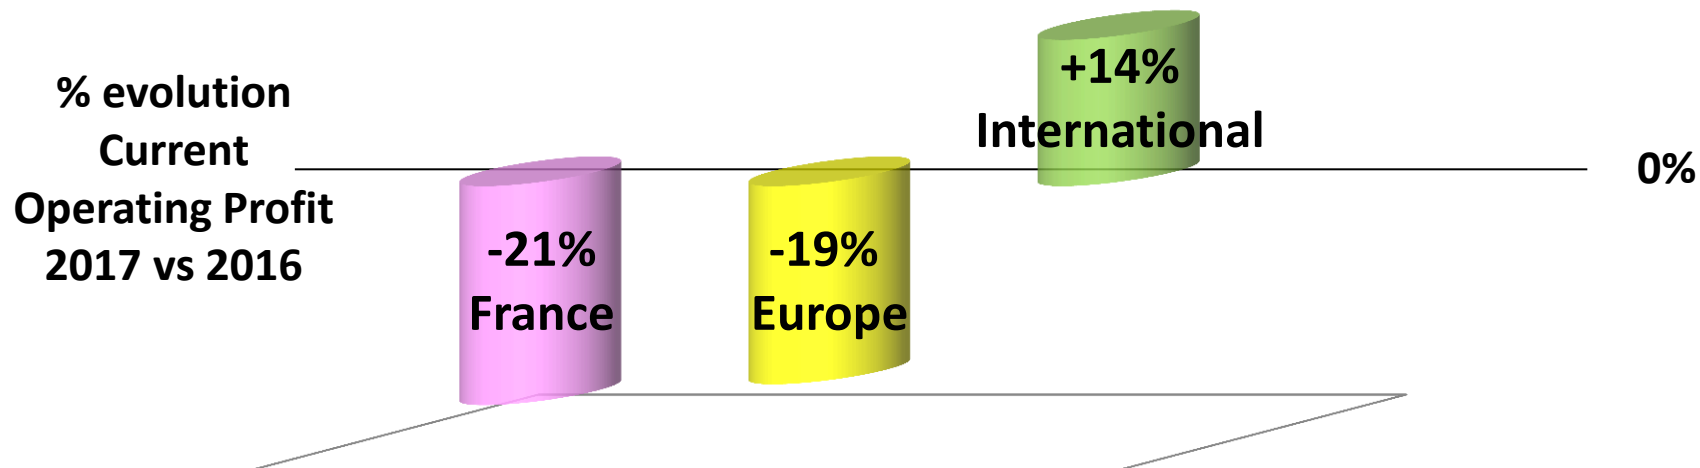 % evolution
Current
Operating Profit
2017 vs 2016
-21%
France
-19%
Europe
+14%
International
0%